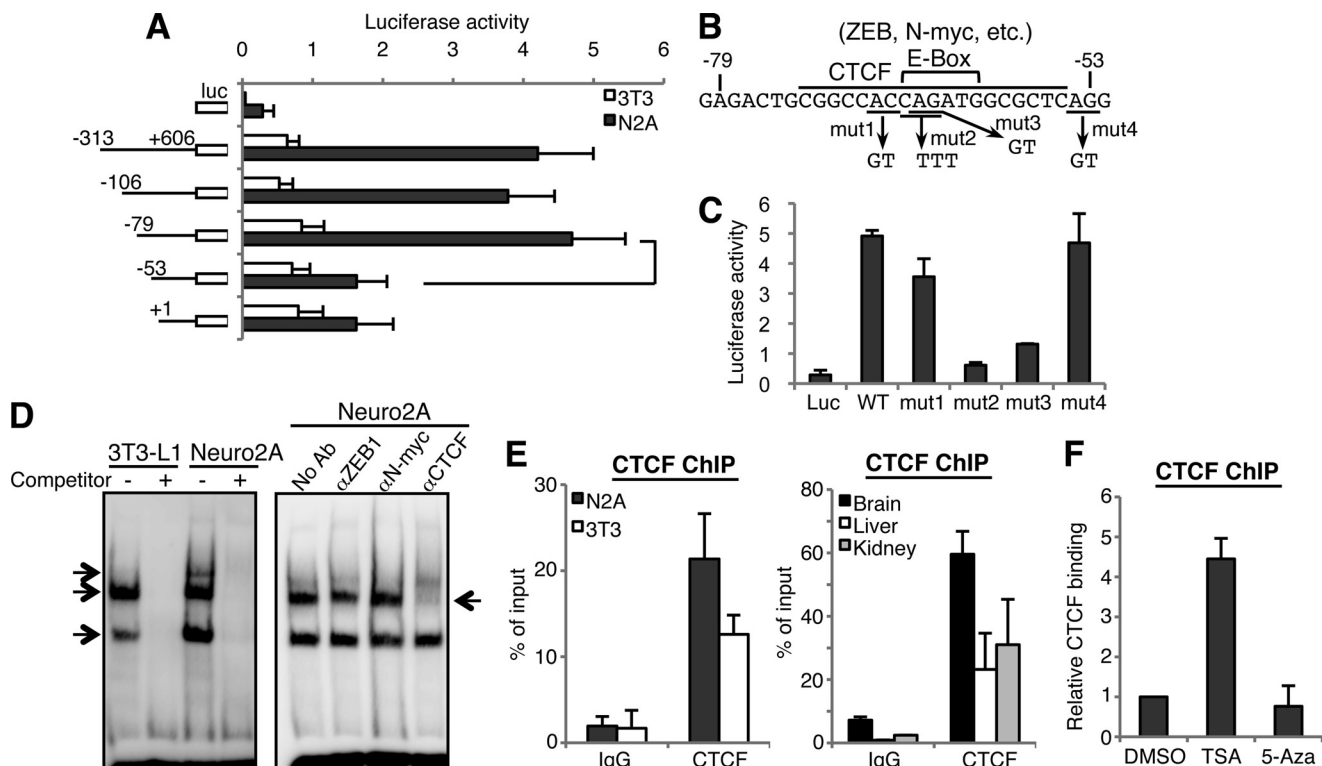 A
Luciferase activity
0 1 2 3 4 5 6
luc
3T3
N2A
-313 +606
-106
-79
-53
+1
B
(ZEB, N-myc, etc.)
-79 CTCF E-Box -53
GAGACTGCGGCCACCAGATGGCGCTCAGG
mut1 mut2 mut3 mut4
GT TTT GT GT
C
Luciferase activity
6
5
4
3
2
1
0
Luc WT mut1 mut2 mut3 mut4
D
3T3-L1 Neuro2A
Competitor - + - +
Neuro2A
No Ab αZEB1 αN-myc αCTCF
E
CTCF ChIP
N2A
3T3
% of input
30
20
10
0
IgG CTCF
CTCF ChIP
Brain
Liver
Kidney
% of input
80
60
40
20
0
IgG CTCF
F
CTCF ChIP
Relative CTCF binding
6
5
4
3
2
1
0
DMSO TSA 5-Aza